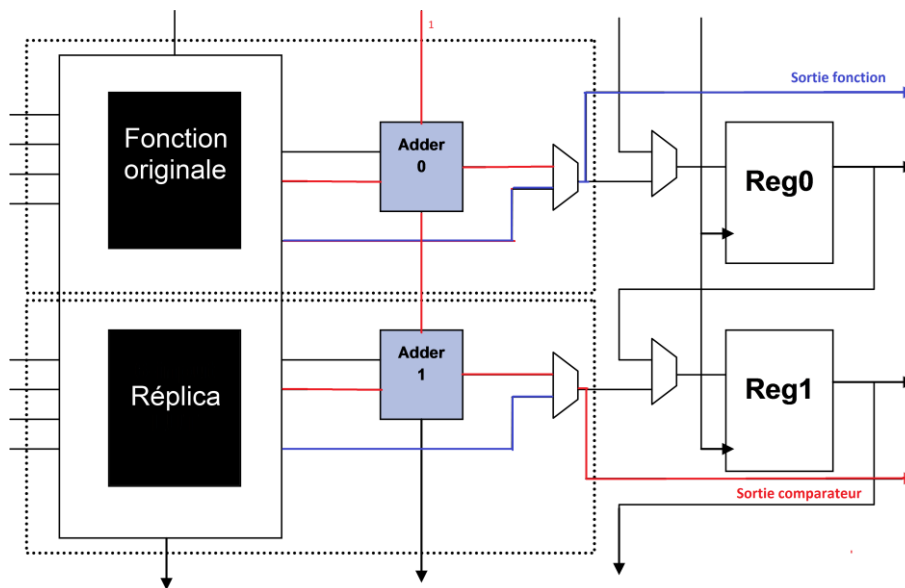 1
Sortie fonction
Fonction
originale
Adder
0
Reg0
Réplica
Adder
1
Reg1
Sortie comparateur